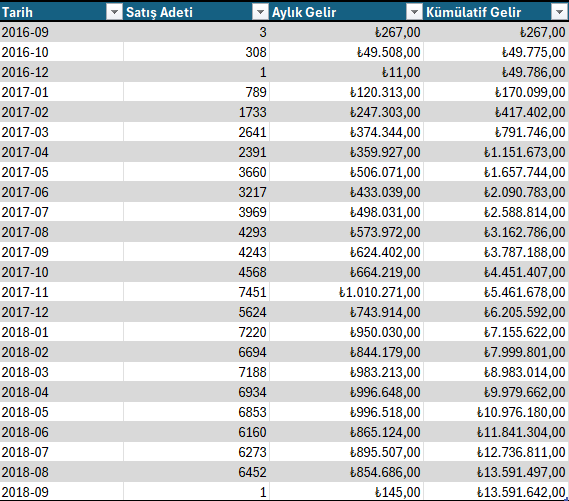 Tarih Satış Adeti Aylık Gelir Kümülatif Gelir
2016-09 3 ₺267,00 ₺267,00
2016-10 308 ₺49.508,00 ₺49.775,00
2016-12 1 ₺11,00 ₺49.786,00
2017-01 789 ₺120.313,00 ₺170.099,00
2017-02 1733 ₺247.303,00 ₺417.402,00
2017-03 2641 ₺374.344,00 ₺791.746,00
2017-04 2391 ₺359.927,00 ₺1.151.673,00
2017-05 3660 ₺506.071,00 ₺1.657.744,00
2017-06 3217 ₺433.039,00 ₺2.090.783,00
2017-07 3969 ₺498.031,00 ₺2.588.814,00
2017-08 4293 ₺573.972,00 ₺3.162.786,00
2017-09 4243 ₺624.402,00 ₺3.787.188,00
2017-10 4568 ₺664.219,00 ₺4.451.407,00
2017-11 7451 ₺1.010.271,00 ₺5.461.678,00
2017-12 5624 ₺743.914,00 ₺6.205.592,00
2018-01 7220 ₺950.030,00 ₺7.155.622,00
2018-02 6694 ₺844.179,00 ₺7.999.801,00
2018-03 7188 ₺983.213,00 ₺8.983.014,00
2018-04 6934 ₺996.648,00 ₺9.979.662,00
2018-05 6853 ₺996.518,00 ₺10.976.180,00
2018-06 6160 ₺865.124,00 ₺11.841.304,00
2018-07 6273 ₺895.507,00 ₺12.736.811,00
2018-08 6452 ₺854.686,00 ₺13.591.497,00
2018-09 1 ₺145,00 ₺13.591.642,00